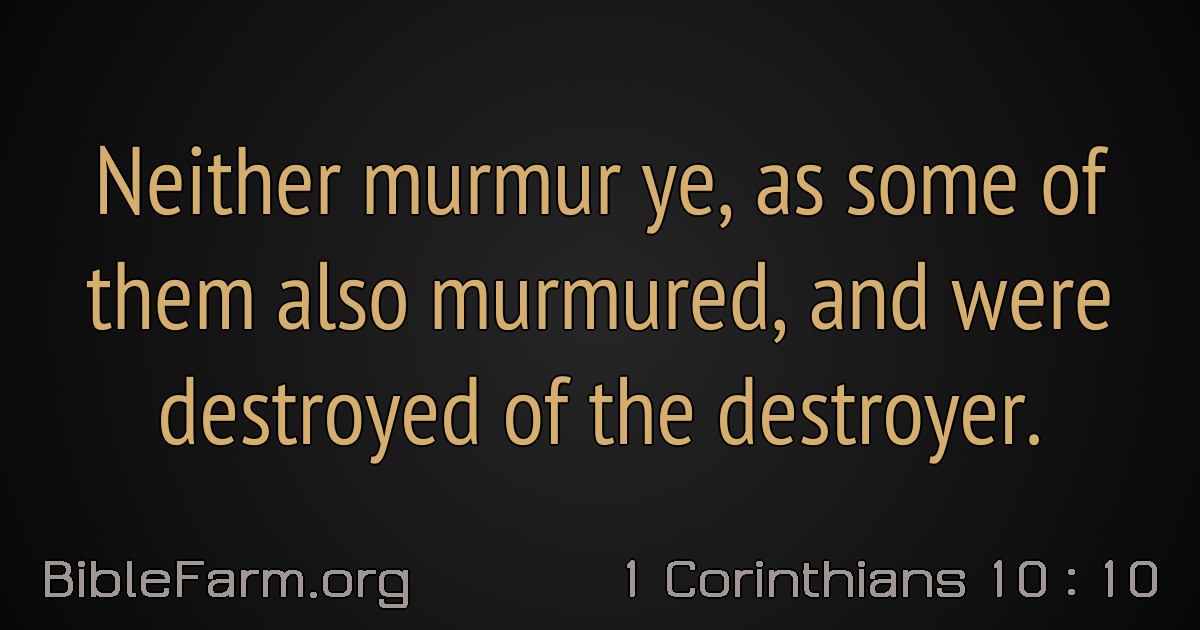 Neither murmur ye, as some of
them also murmured, and were
destroyed of the destroyer.
BibleFarm.org
1 Corinthians 10 : 10